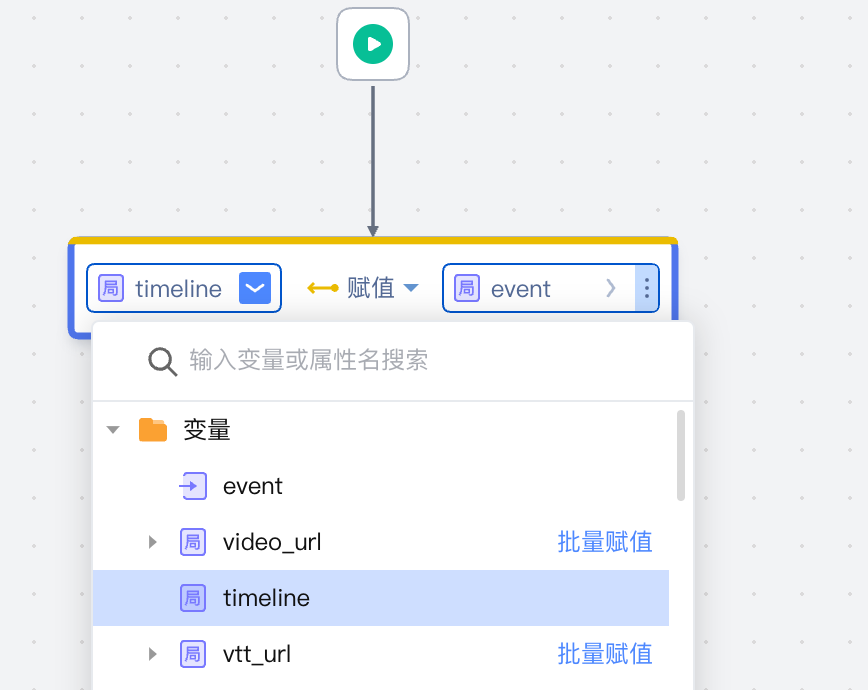 局 timeline 赋值 局 event
输入变量或属性名搜索
变量
event
局 video_url 批量赋值
局 timeline
局 vtt_url 批量赋值